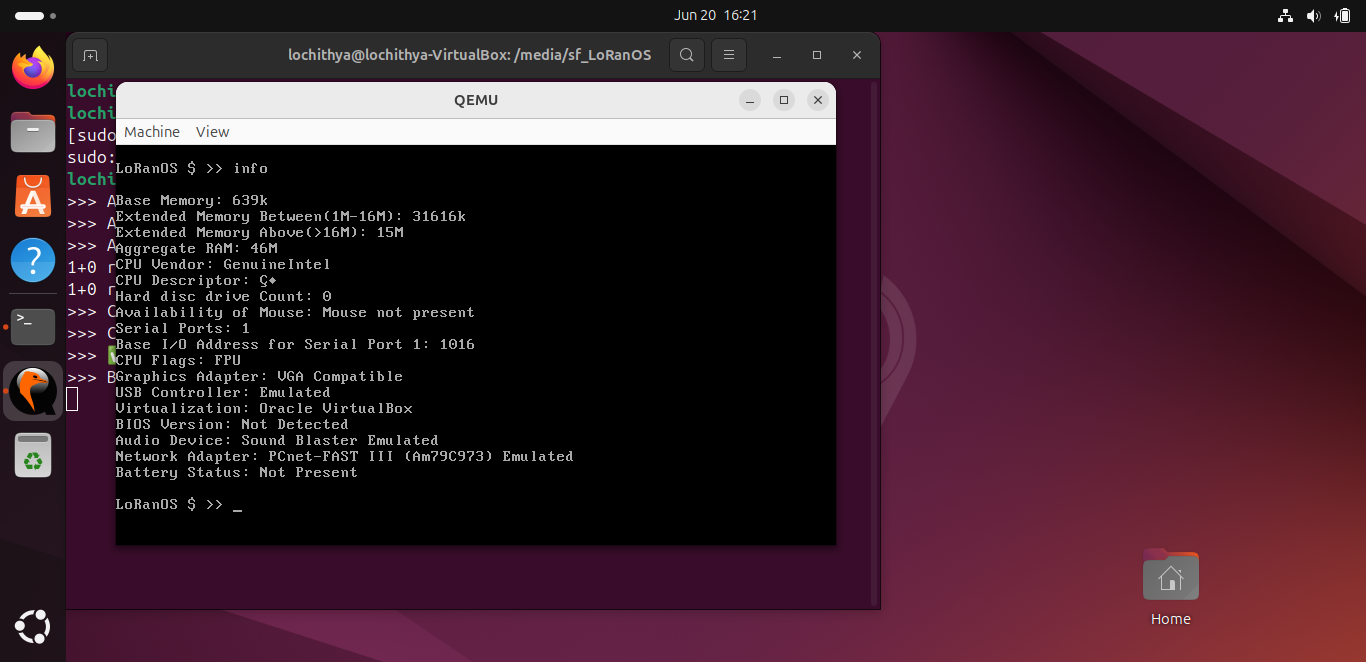 Jun 20 16:21
lochithya@lochithya-VirtualBox: /media/sf_LoRanOS
lochi
lochi
[sudo
sudo:
lochi
>>> A
>>> A
>>> A
1+0 r
1+0 r
>>> C
>>> C
>>>
>>> B
QEMU
Machine View
LoRanOS $ >> info
Base Memory: 639k
Extended Memory Between(1M-16M): 31616k
Extended Memory Above(>16M): 15M
Aggregate RAM: 46M
CPU Vendor: GenuineIntel
CPU Descriptor: Ç♦
Hard disc drive Count: 0
Availability of Mouse: Mouse not present
Serial Ports: 1
Base I/O Address for Serial Port 1: 1016
CPU Flags: FPU
Graphics Adapter: VGA Compatible
USB Controller: Emulated
Virtualization: Oracle VirtualBox
BIOS Version: Not Detected
Audio Device: Sound Blaster Emulated
Network Adapter: PCnet-FAST III (Am79C973) Emulated
Battery Status: Not Present
LoRanOS $ >> _
Home